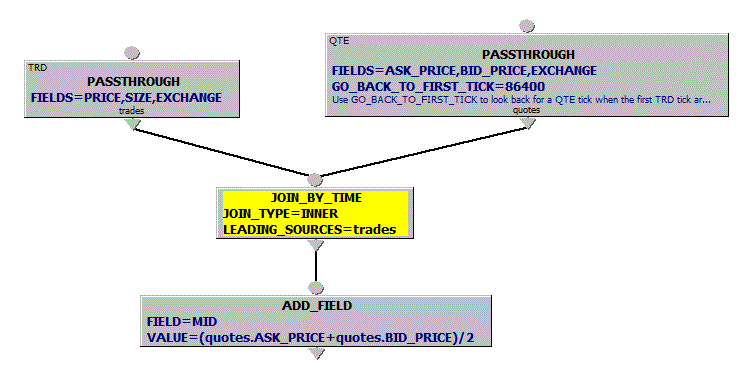 TRD
PASSTHROUGH
FIELDS=PRICE,SIZE,EXCHANGE
trades
QTE
PASSTHROUGH
FIELDS=ASK_PRICE,BID_PRICE,EXCHANGE
GO_BACK_TO_FIRST_TICK=86400
Use GO_BACK_TO_FIRST_TICK to look back for a QTE tick when the first TRD tick ar...
quotes
JOIN_BY_TIME
JOIN_TYPE=INNER
LEADING_SOURCES=trades
ADD_FIELD
FIELD=MID
VALUE=(quotes.ASK_PRICE+quotes.BID_PRICE)/2